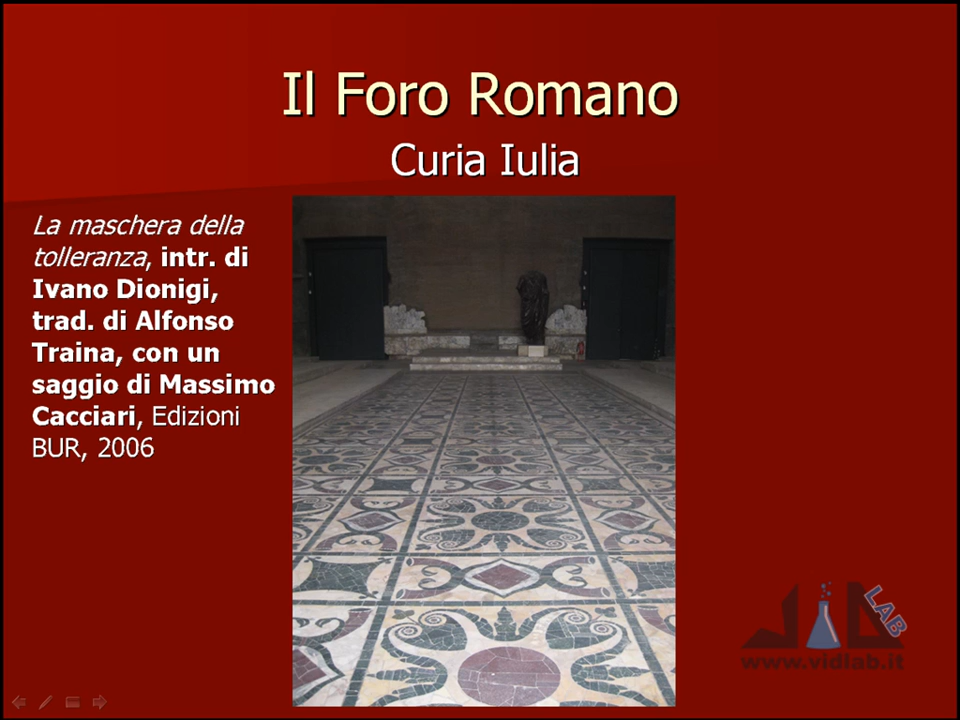 Il Foro Romano
Curia Iulia
La maschera della
tolleranza, intr. di
Ivano Dionigi,
trad. di Alfonso
Traina, con un
saggio di Massimo
Cacciari, Edizioni
BUR, 2006
LAB
www.vidlab.it